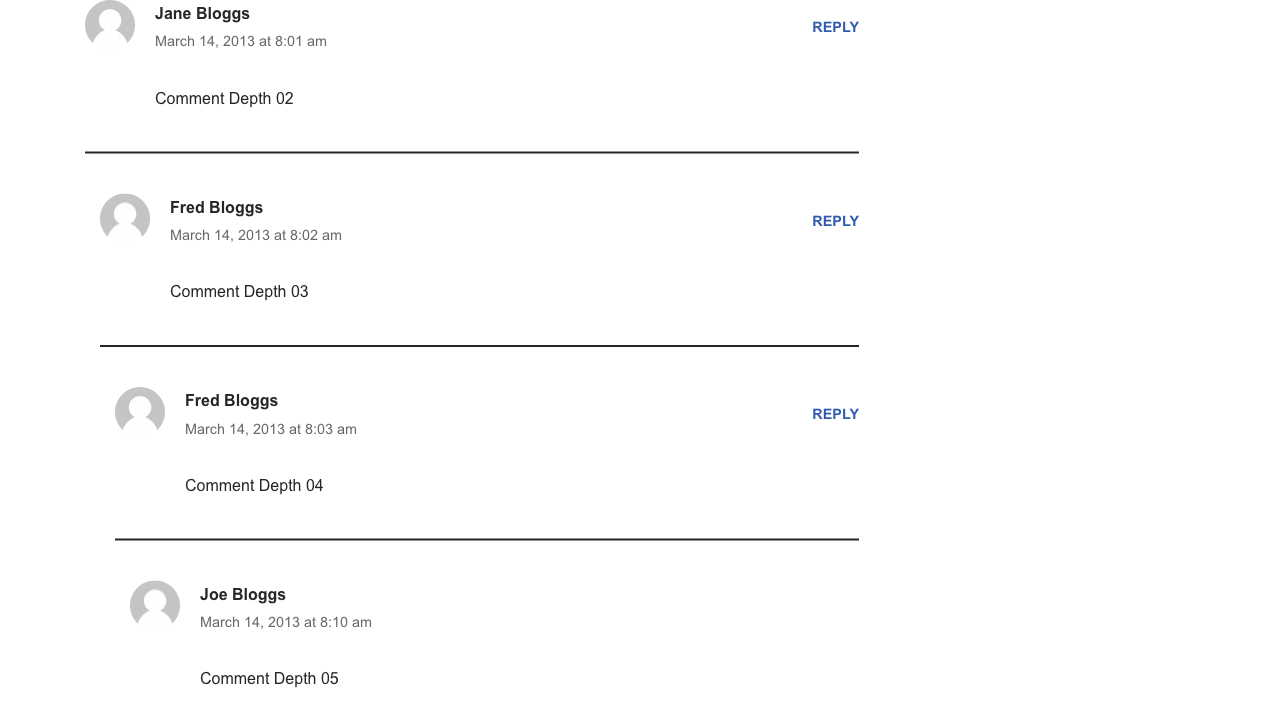 Jane Bloggs
REPLY
March 14, 2013 at 8:01 am
Comment Depth 02
Fred Bloggs
REPLY
March 14, 2013 at 8:02 am
Comment Depth 03
Fred Bloggs
REPLY
March 14, 2013 at 8:03 am
Comment Depth 04
Joe Bloggs
March 14, 2013 at 8:10 am
Comment Depth 05